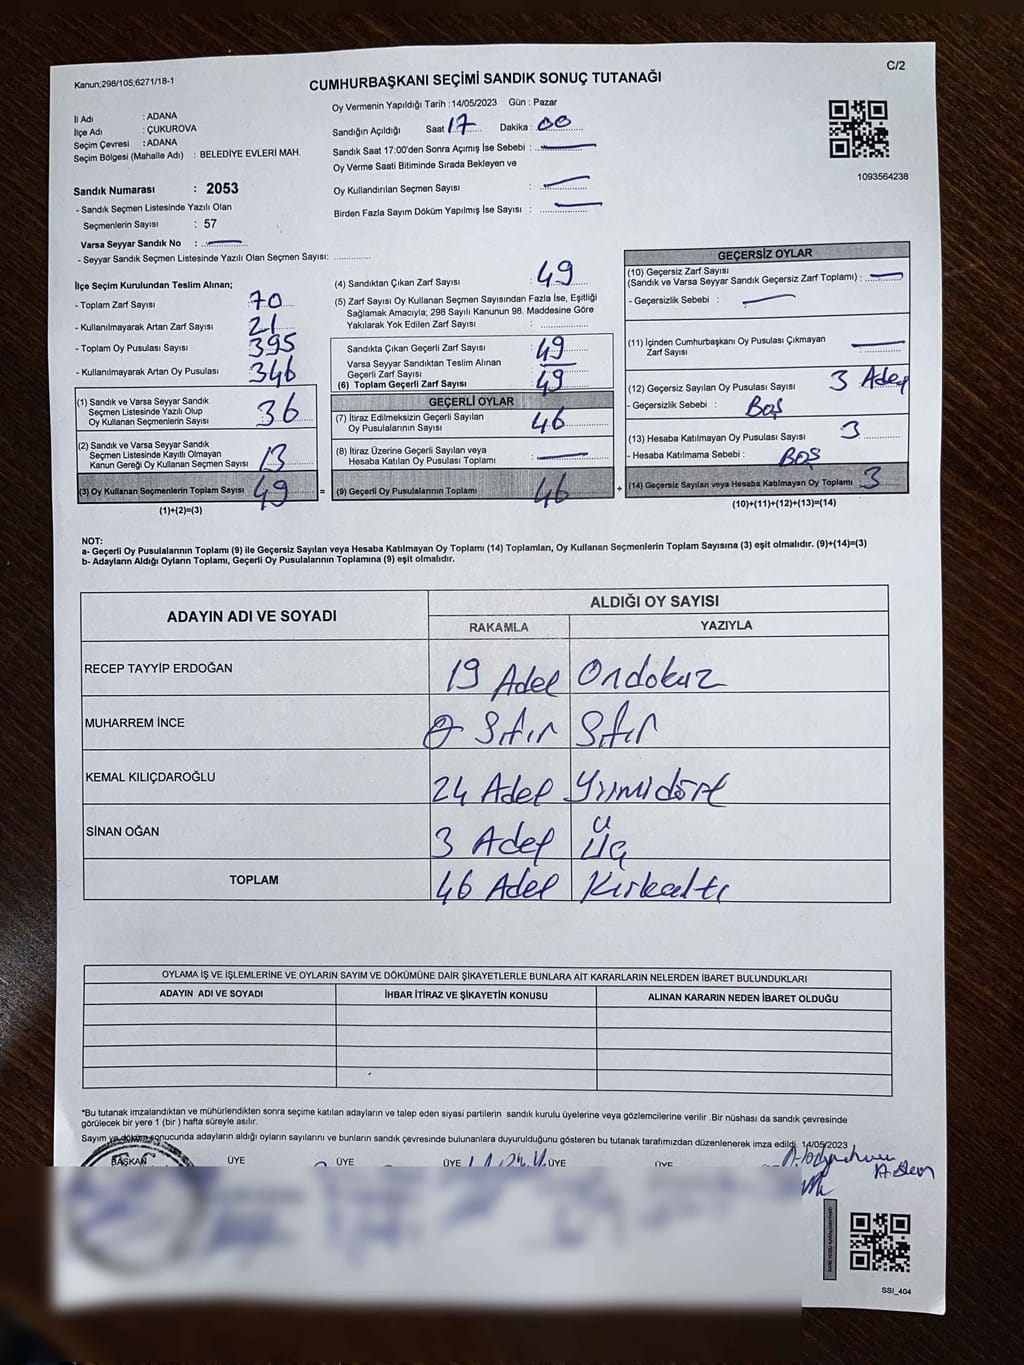 Kanun;298/105;6271/18-1
C/2
CUMHURBAŞKANI SEÇİMİ SANDIK SONUÇ TUTANAĞI
İl Adı : ADANA
İlçe Adı : ÇUKUROVA
Seçim Çevresi : ADANA
Seçim Bölgesi (Mahalle Adı) : BELEDİYE EVLERİ MAH.
Sandık Numarası : 2053
- Sandık Seçmen Listesinde Yazılı Olan
Seçmenlerin Sayısı : 57
Varsa Seyyar Sandık No : —
- Seyyar Sandık Seçmen Listesinde Yazılı Olan Seçmen Sayısı: ..............
Oy Vermenin Yapıldığı Tarih : 14/05/2023 Gün : Pazar
Sandığın Açıldığı Saat 17 Dakika : 00
Sandık Saat 17:00'den Sonra Açımış İse Sebebi : —
Oy Verme Saati Bitiminde Sırada Bekleyen ve
Oy Kullandırılan Seçmen Sayısı : —
Birden Fazla Sayım Döküm Yapılmış İse Sayısı : —
1093564238
İlçe Seçim Kurulundan Teslim Alınan;
- Toplam Zarf Sayısı 70
- Kullanılmayarak Artan Zarf Sayısı 21
- Toplam Oy Pusulası Sayısı 395
- Kullanılmayarak Artan Oy Pusulası 346
(1) Sandık ve Varsa Seyyar Sandık
Seçmen Listesinde Yazılı Olup
Oy Kullanan Seçmenlerin Sayısı 36
(2) Sandık ve Varsa Seyyar Sandık
Seçmen Listesinde Kayıtlı Olmayan
Kanun Gereği Oy Kullanan Seçmen Sayısı 13
(3) Oy Kullanan Seçmenlerin Toplam Sayısı 49 =
(1)+(2)=(3)
(4) Sandıktan Çıkan Zarf Sayısı 49
(5) Zarf Sayısı Oy Kullanan Seçmen Sayısından Fazla İse, Eşitliği
Sağlamak Amacıyla; 298 Sayılı Kanunun 98. Maddesine Göre
Yakılarak Yok Edilen Zarf Sayısı : ................
Sandıkta Çıkan Geçerli Zarf Sayısı 49
Varsa Seyyar Sandıktan Teslim Alınan
Geçerli Zarf Sayısı —
(6) Toplam Geçerli Zarf Sayısı 49
GEÇERLİ OYLAR
(7) İtiraz Edilmeksizin Geçerli Sayılan
Oy Pusulalarının Sayısı 46
(8) İtiraz Üzerine Geçerli Sayılan veya
Hesaba Katılan Oy Pusulası Toplamı —
(9) Geçerli Oy Pusulalarının Toplamı 46 +
GEÇERSİZ OYLAR
(10) Geçersiz Zarf Sayısı
(Sandık ve Varsa Seyyar Sandık Geçersiz Zarf Toplamı) : —
- Geçersizlik Sebebi : —
(11) İçinden Cumhurbaşkanı Oy Pusulası Çıkmayan
Zarf Sayısı —
(12) Geçersiz Sayılan Oy Pusulası Sayısı 3 Adet
- Geçersizlik Sebebi : Boş
(13) Hesaba Katılmayan Oy Pusulası Sayısı 3
- Hesaba Katılmama Sebebi : BOŞ
(14) Geçersiz Sayılan veya Hesaba Katılmayan Oy Toplamı 3
(10)+(11)+(12)+(13)=(14)
NOT:
a- Geçerli Oy Pusulalarının Toplamı (9) ile Geçersiz Sayılan veya Hesaba Katılmayan Oy Toplamı (14) Toplamları, Oy Kullanan Seçmenlerin Toplam Sayısına (3) eşit olmalıdır. (9)+(14)=(3)
b- Adayların Aldığı Oyların Toplamı, Geçerli Oy Pusulalarının Toplamına (9) eşit olmalıdır.
ADAYIN ADI VE SOYADI ALDIĞI OY SAYISI
RAKAMLA YAZIYLA
RECEP TAYYİP ERDOĞAN 19 Adet Ondokuz
MUHARREM İNCE 0 Sıfır Sıfır
KEMAL KILIÇDAROĞLU 24 Adet Yirmidört
SİNAN OĞAN 3 Adet Üç
TOPLAM 46 Adet Kırkaltı
OYLAMA İŞ VE İŞLEMLERİNE VE OYLARIN SAYIM VE DÖKÜMÜNE DAİR ŞİKAYETLERLE BUNLARA AİT KARARLARIN NELERDEN İBARET BULUNDUKLARI
ADAYIN ADI VE SOYADI İHBAR İTİRAZ VE ŞİKAYETİN KONUSU ALINAN KARARIN NEDEN İBARET OLDUĞU
*Bu tutanak imzalandıktan ve mühürlendikten sonra seçime katılan adayların ve talep eden siyasi partilerin sandık kurulu üyelerine veya gözlemcilerine verilir .Bir nüshası da sandık çevresinde
görülecek bir yere 1 (bir ) hafta süreyle asılır.
Sayım ve döküm sonucunda adayların aldığı oyların sayılarını ve bunların sandık çevresinde bulunanlara duyurulduğunu gösteren bu tutanak tarafımızdan düzenlenerek imza edildi. 14/05/2023
BAŞKAN ÜYE ÜYE ÜYE ÜYE ÜYE
SSI_404